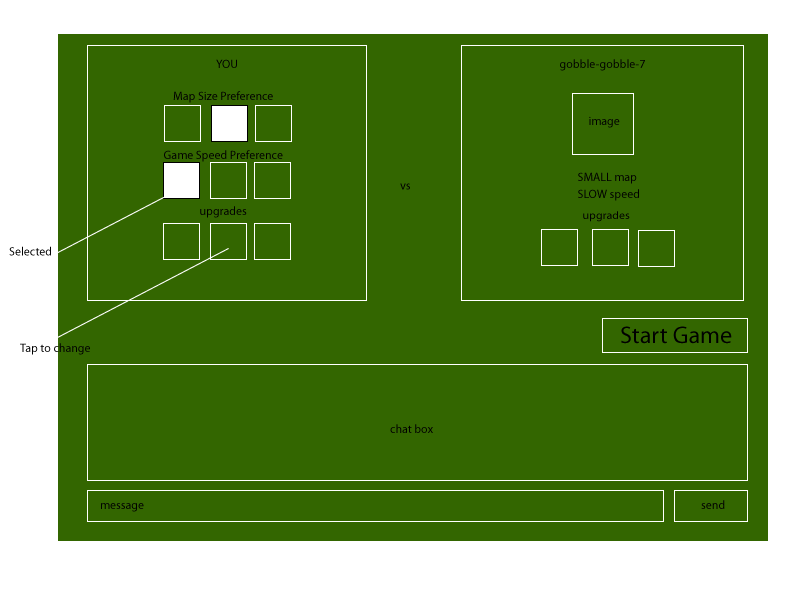 YOU
Map Size Preference
Game Speed Preference
upgrades
vs
gobble-gobble-7
image
SMALL map
SLOW speed
upgrades
Selected
Tap to change
Start Game
chat box
message
send